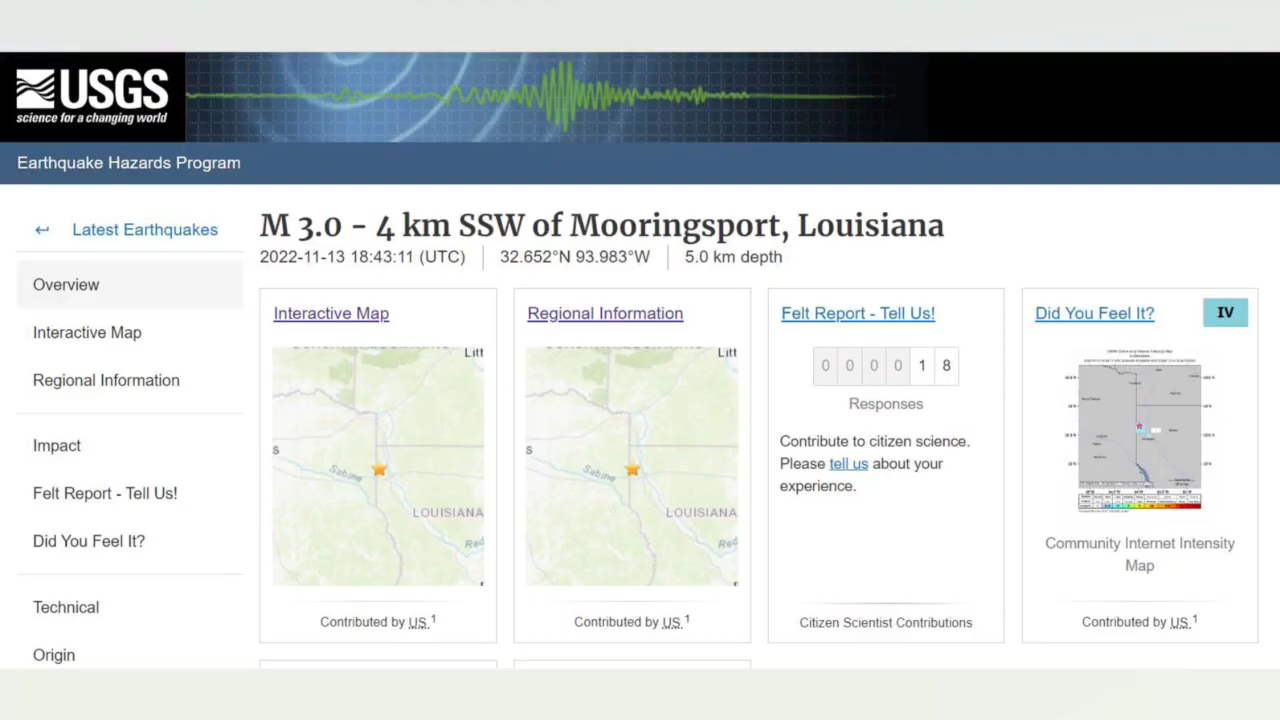 USGS
science for a changing world
Earthquake Hazards Program
Latest Earthquakes
Overview
Interactive Map
Regional Information
Impact
Felt Report - Tell Us!
Did You Feel It?
Technical
Origin
M 3.0 - 4 km SSW of Mooringsport, Louisiana
2022-11-13 18:43:11 (UTC)
32.652°N 93.983°W
5.0 km depth
Interactive Map
Litt
s
Sabine
LOUISIANA
Red
Contributed by US.1
Regional Information
Litt
s
Sabine
LOUISIANA
Red
Contributed by US.1
Felt Report - Tell Us!
0 0 0 0 1 8
Responses
Contribute to citizen science.
Please tell us about your
experience.
Citizen Scientist Contributions
Did You Feel It?
IV
Community Internet Intensity
Map
Contributed by US.1